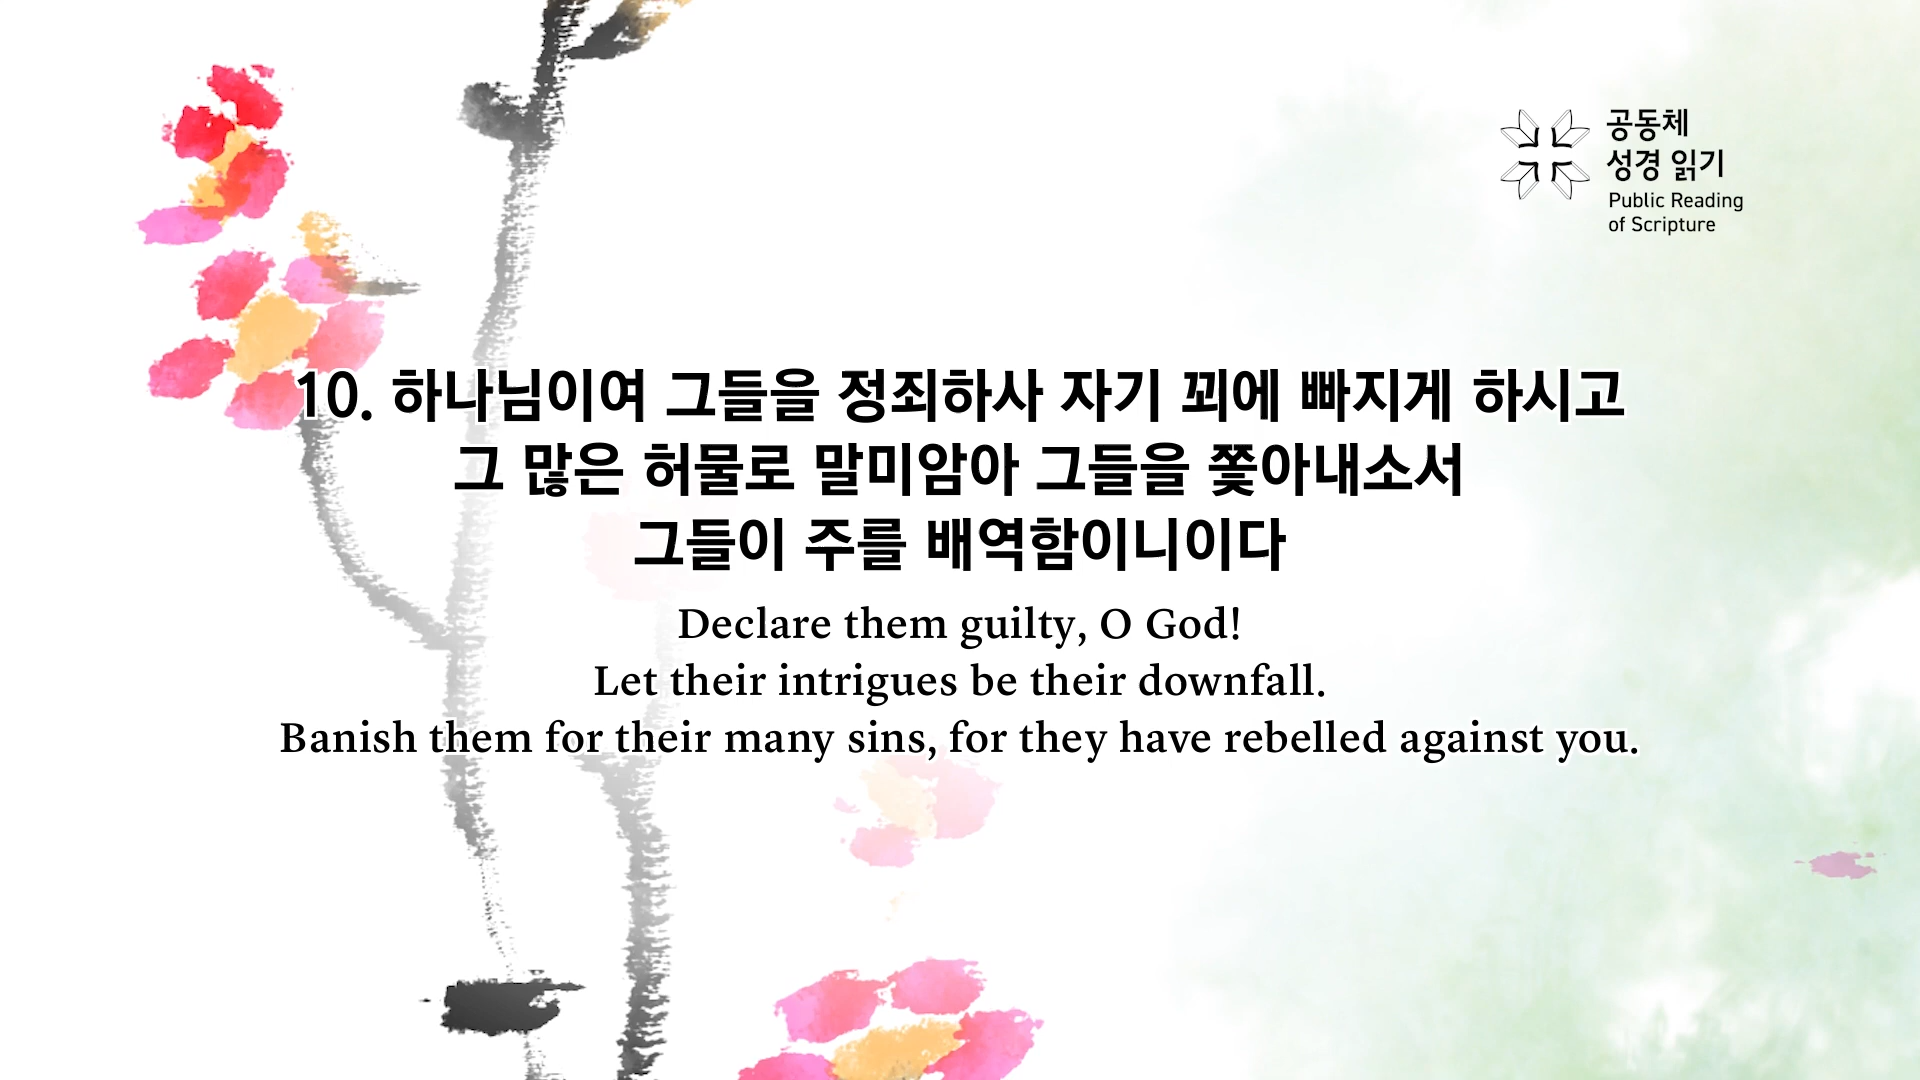 공동체
성경 읽기
Public Reading
of Scripture
10. 하나님이여 그들을 정죄하사 자기 꾀에 빠지게 하시고
그 많은 허물로 말미암아 그들을 쫓아내소서
그들이 주를 배역함이니이다
Declare them guilty, O God!
Let their intrigues be their downfall.
Banish them for their many sins, for they have rebelled against you.